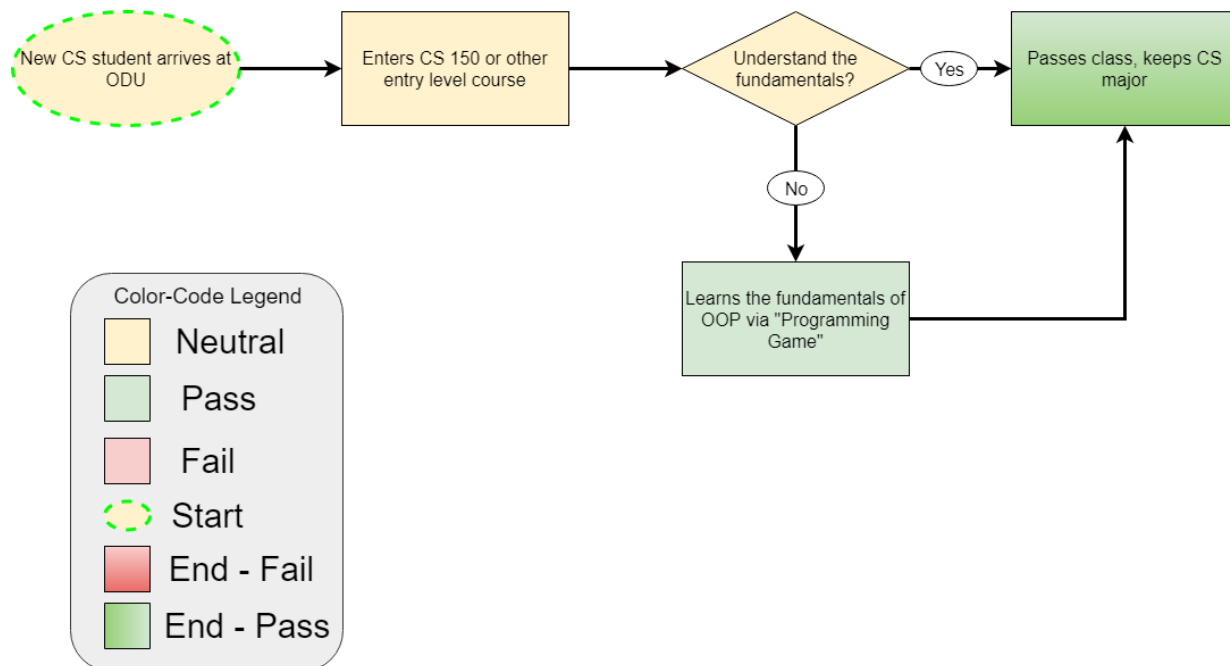 New CS student arrives at
ODU
Enters CS 150 or other
entry level course
Understand the
fundamentals?
Yes
Passes class, keeps CS
major
No
Learns the fundamentals of
OOP via "Programming
Game"
Color-Code Legend
Neutral
Pass
Fail
Start
End - Fail
End - Pass